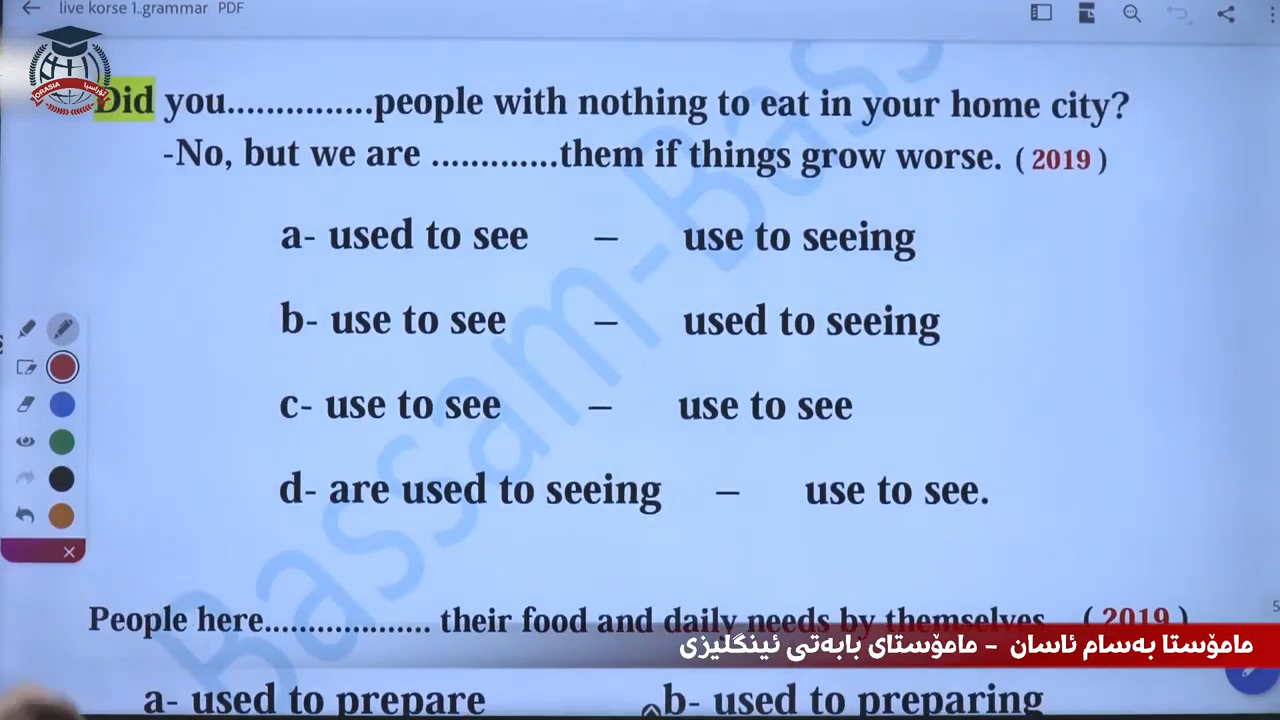 live korse 1..grammar PDF
Did you...............people with nothing to eat in your home city?
-No, but we are .............them if things grow worse. ( 2019 )
a- used to see – use to seeing
b- use to see – used to seeing
c- use to see – use to see
d- are used to seeing – use to see.
People here................... their food and daily needs by themselves. ( 2019 )
مامۆستا بەسام ئاسان - مامۆستای بابەتی ئینگلیزی
a- used to prepare b- used to preparing
Bassam-Bas